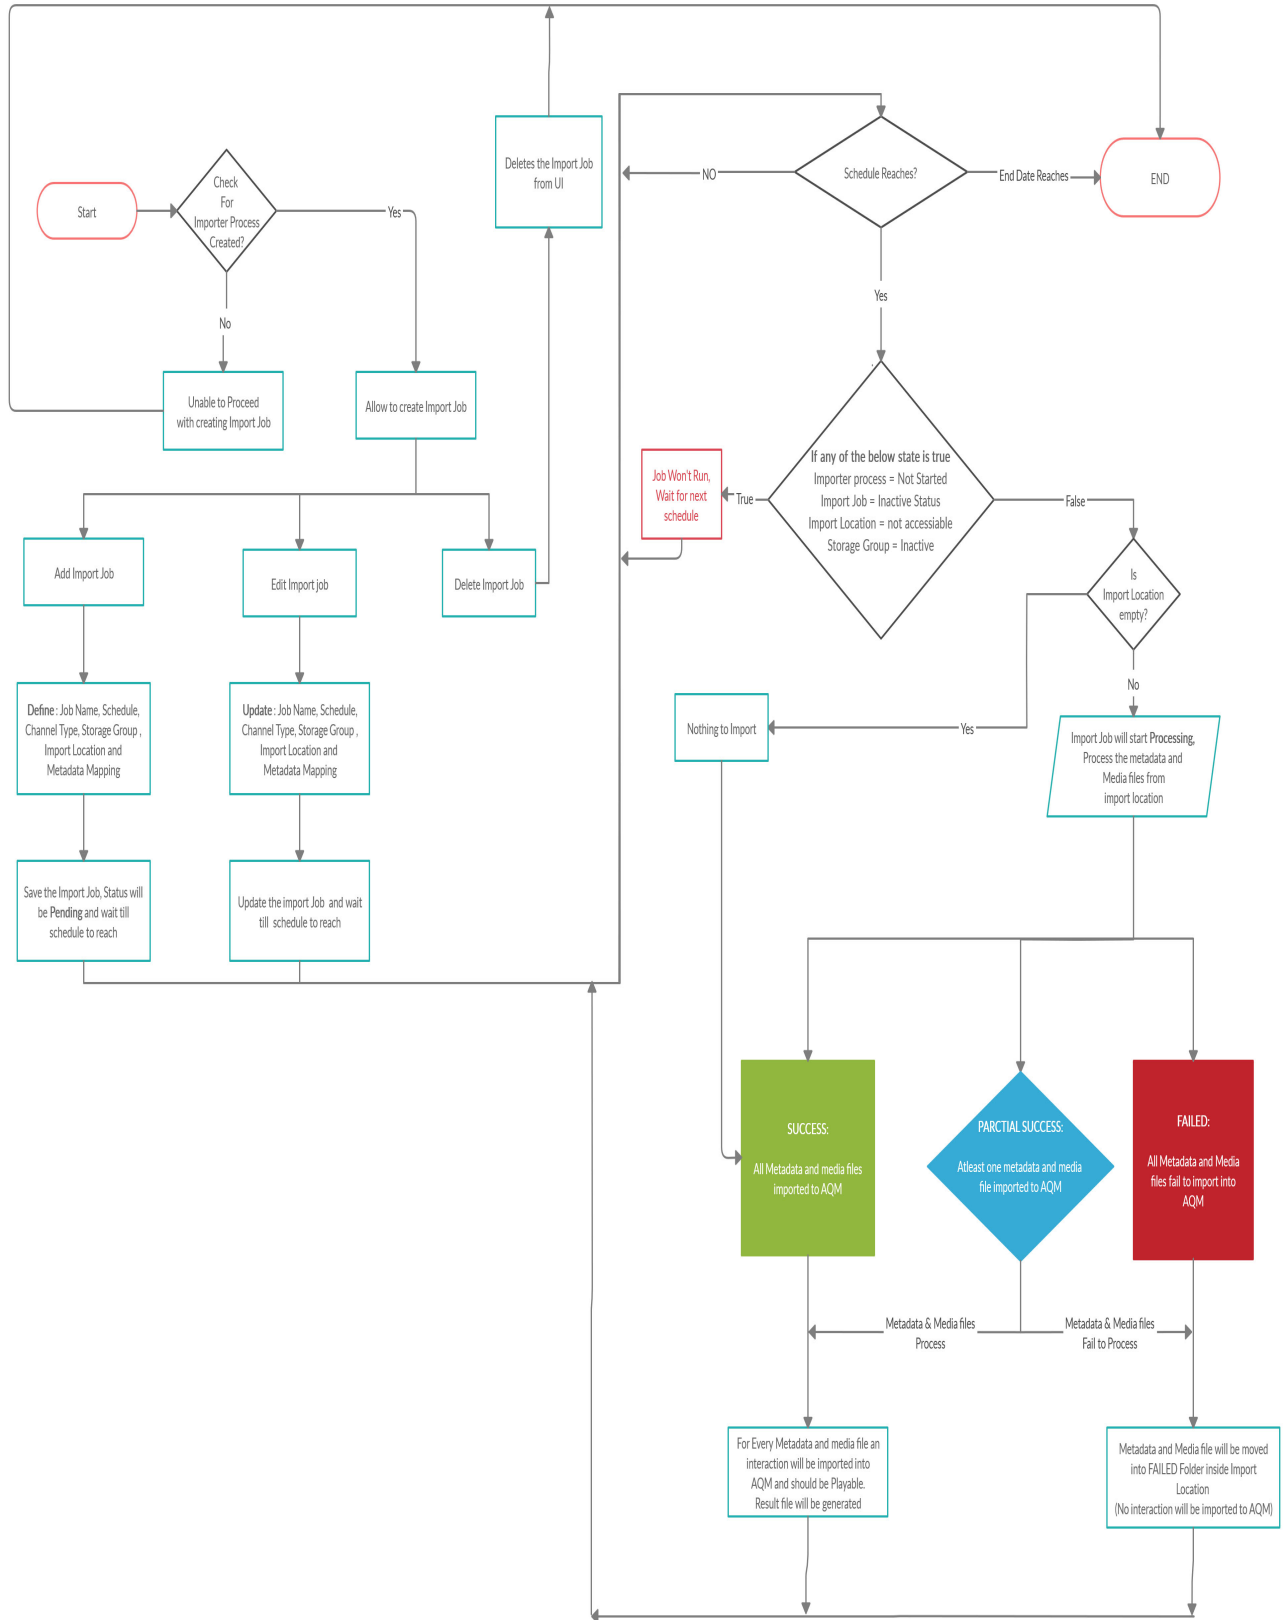 Start
Check
For
Importer Process
Created?
Yes
No
Unable to Proceed
with creating Import Job
Allow to create Import Job
Deletes the Import Job
from UI
Add Import Job
Edit Import job
Delete Import Job
Define : Job Name, Schedule,
Channel Type, Storage Group ,
Import Location and
Metadata Mapping
Update : Job Name, Schedule,
Channel Type, Storage Group ,
Import Location and
Metadata Mapping
Save the Import Job, Status will
be Pending and wait till
schedule to reach
Update the import Job and wait
till schedule to reach
Schedule Reaches?
NO
End Date Reaches
END
Yes
If any of the below state is true
Importer process = Not Started
Import Job = Inactive Status
Import Location = not accessiable
Storage Group = Inactive
True
Job Won't Run,
Wait for next
schedule
False
Is
Import Location
empty?
Yes
Nothing to Import
No
Import Job will start Processing,
Process the metadata and
Media files from
import location
SUCCESS:
All Metadata and media files
imported to AQM
PARCTIAL SUCCESS:
Atleast one metadata and media
file imported to AQM
FAILED:
All Metadata and Media
files fail to import into
AQM
Metadata & Media files
Process
Metadata & Media files
Fail to Process
For Every Metadata and media file an
interaction will be imported into
AQM and should be Playable.
Result file will be generated
Metadata and Media file will be moved
into FAILED Folder inside Import
Location
(No interaction will be imported to AQM)